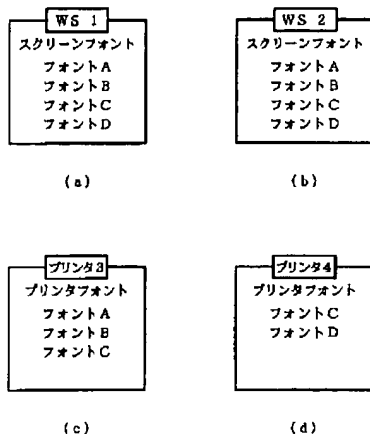 WS 1
スクリーンフォント
フォントA
フォントB
フォントC
フォントD
(a)
WS 2
スクリーンフォント
フォントA
フォントB
フォントC
フォントD
(b)
プリンタ3
プリンタフォント
フォントA
フォントB
フォントC
(c)
プリンタ4
プリンタフォント
フォントC
フォントD
(d)